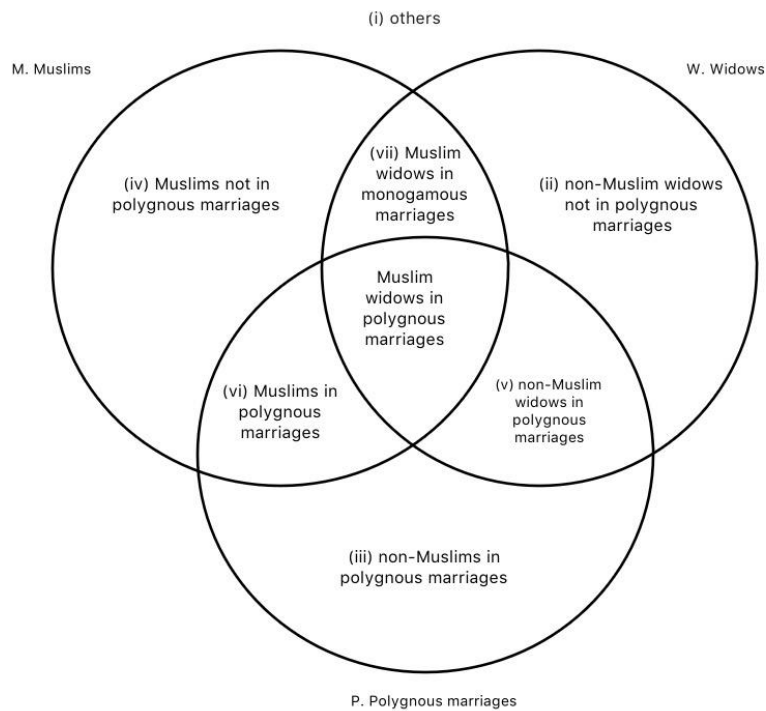 (i) others
M. Muslims
W. Widows
(vii) Muslim
widows in
monogamous
marriages
(iv) Muslims not in
polygnous marriages
(ii) non-Muslim widows
not in polygnous
marriages
Muslim
widows in
polygnous
marriages
(vi) Muslims in
polygnous
marriages
(v) non-Muslim
widows in
polygnous
marriages
(iii) non-Muslims in
polygnous marriages
P. Polygnous marriages